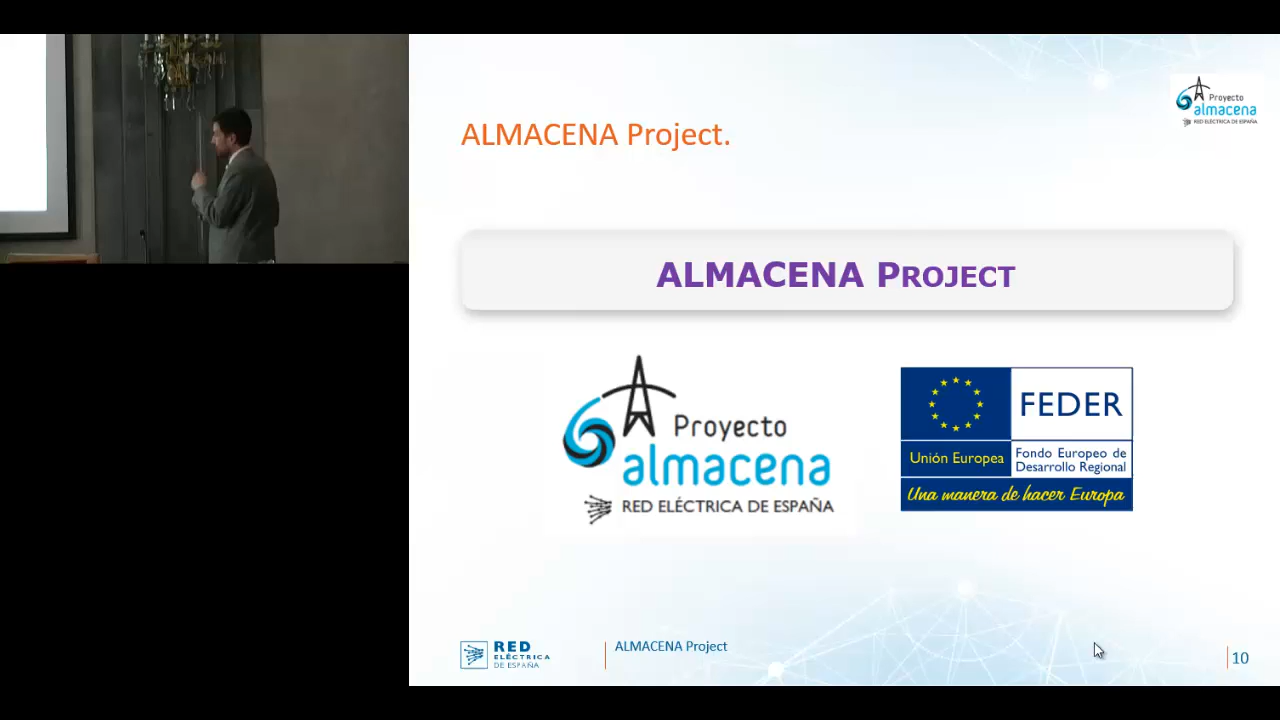 Proyecto
almacena
RED ELÉCTRICA DE ESPAÑA
ALMACENA Project.
ALMACENA PROJECT
Proyecto
almacena
RED ELÉCTRICA DE ESPAÑA
FEDER
Unión Europea
Fondo Europeo de
Desarrollo Regional
Una manera de hacer Europa
RED
ELÉCTRICA
DE ESPAÑA
ALMACENA Project
10